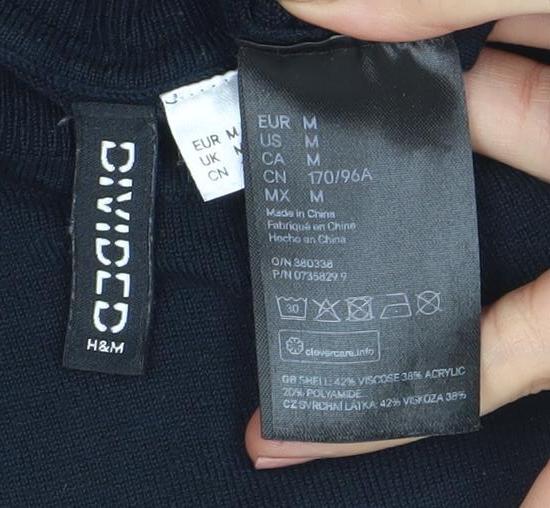 DIVIDED
H&M
EUR M
UK
CN
EUR M
US M
CA M
CN 170/96A
MX M
Made in China
Fabriqué en Chine
Hecho en China
O/N 380338
P/N 0735829 9
30
clevercare.info
GB SHELL: 42% VISCOSE 38% ACRYLIC
20% POLYAMIDE
CZ SVRCHNÍ LÁTKA: 42% VISKÓZA 38%